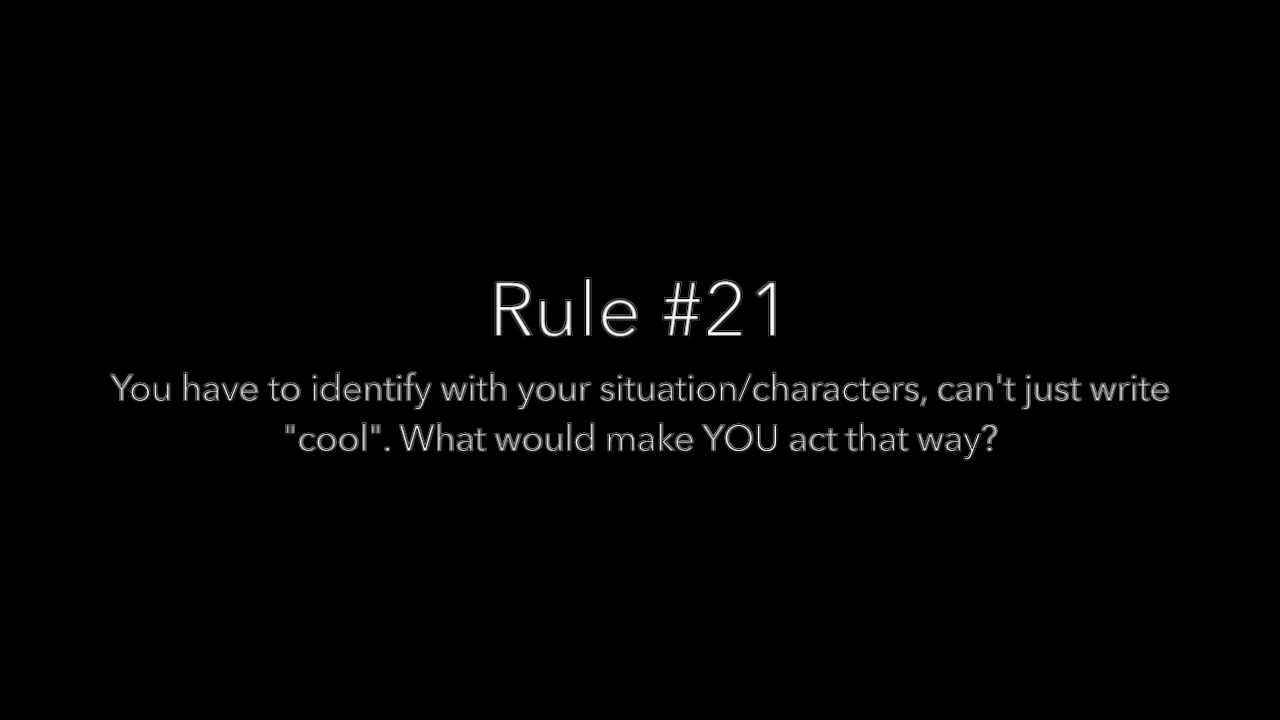 Rule #21
You have to identify with your situation/characters, can't just write
"cool". What would make YOU act that way?